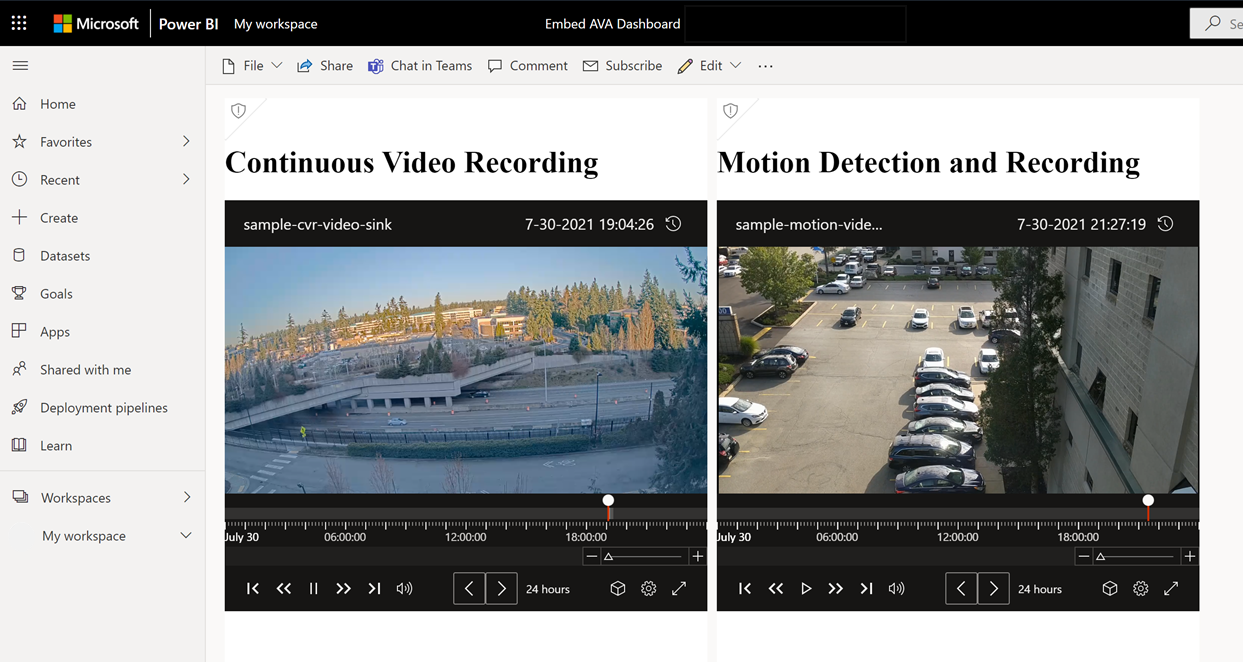 Microsoft Power BI My workspace Embed AVA Dashboard Se
File Share Chat in Teams Comment Subscribe Edit ...
Home
Favorites
Recent
Create
Datasets
Goals
Apps
Shared with me
Deployment pipelines
Learn
Workspaces
My workspace
Continuous Video Recording
sample-cvr-video-sink 7-30-2021 19:04:26
July 30 06:00:00 12:00:00 18:00:00
24 hours
Motion Detection and Recording
sample-motion-vide... 7-30-2021 21:27:19
July 30 06:00:00 12:00:00 18:00:00
24 hours